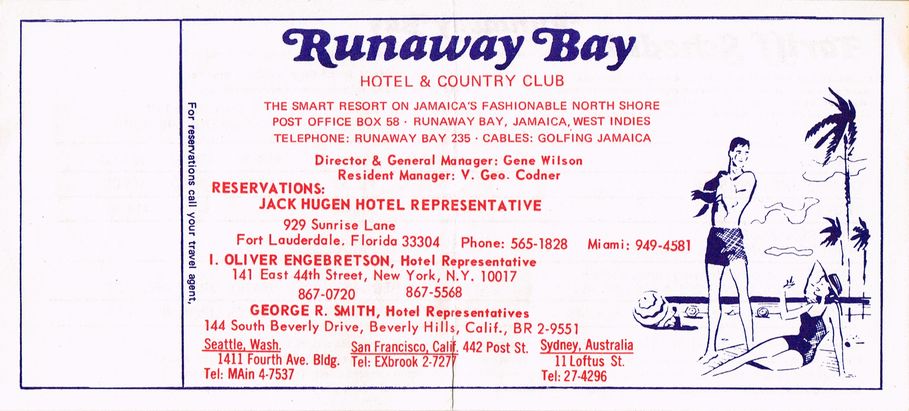 Runaway Bay
HOTEL & COUNTRY CLUB
THE SMART RESORT ON JAMAICA'S FASHIONABLE NORTH SHORE
POST OFFICE BOX 58 · RUNAWAY BAY, JAMAICA, WEST INDIES
TELEPHONE: RUNAWAY BAY 235 · CABLES: GOLFING JAMAICA
Director & General Manager: Gene Wilson
Resident Manager: V. Geo. Codner
RESERVATIONS:
JACK HUGEN HOTEL REPRESENTATIVE
929 Sunrise Lane
Fort Lauderdale. Florida 33304 Phone: 565-1828 Miami: 949-4581
I. OLIVER ENGEBRETSON, Hotel Representative
141 East 44th Street, New York, N.Y. 10017
867-0720 867-5568
GEORGE R. SMITH, Hotel Representatives
144 South Beverly Drive, Beverly Hills, Calif., BR 2-9551
Seattle, Wash. San Francisco, Calif. 442 Post St. Sydney, Australia
1411 Fourth Ave. Bldg. Tel: EXbrook 2-7277 11 Loftus St.
Tel: MAin 4-7537 Tel: 27-4296
For reservations call your travel agent,